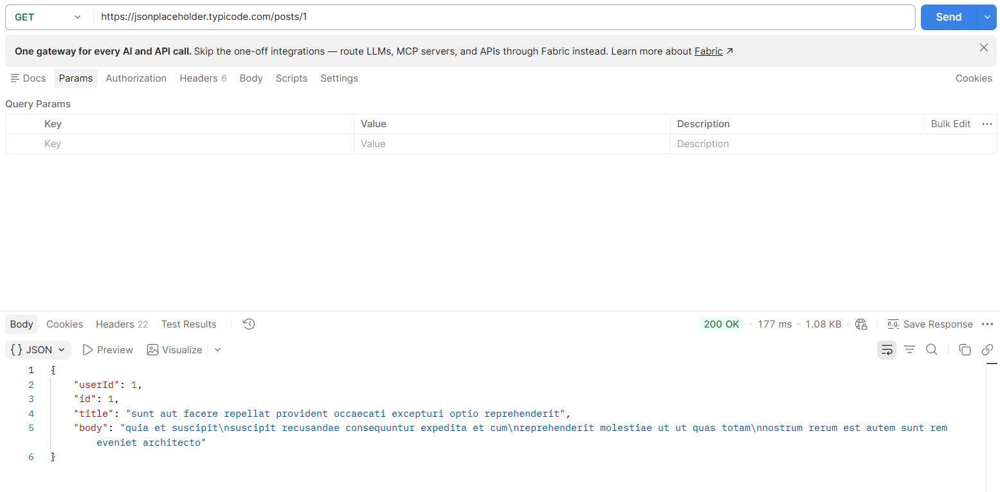 GET https://jsonplaceholder.typicode.com/posts/1 Send
One gateway for every AI and API call. Skip the one-off integrations — route LLMs, MCP servers, and APIs through Fabric instead. Learn more about Fabric ↗
Docs Params Authorization Headers 6 Body Scripts Settings Cookies
Query Params
Key Value Description Bulk Edit ...
Key Value Description
Body Cookies Headers 22 Test Results 200 OK • 177 ms • 1.08 KB • e.g. Save Response ...
{} JSON Preview Visualize
1 {
2 "userId": 1,
3 "id": 1,
4 "title": "sunt aut facere repellat provident occaecati excepturi optio reprehenderit",
5 "body": "quia et suscipit\nsuscipit recusandae consequuntur expedita et cum\nreprehenderit molestiae ut ut quas totam\nnostrum rerum est autem sunt rem
eveniet architecto"
6 }